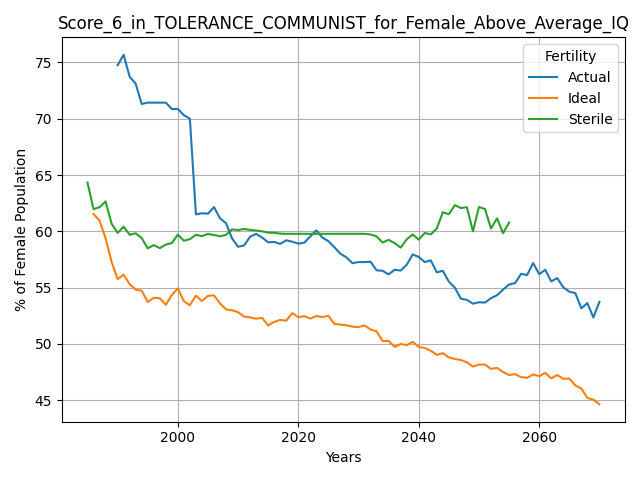 Score_6_in_TOLERANCE_COMMUNIST_for_Female_Above_Average_IQ
Fertility
Actual
Ideal
Sterile
% of Female Population
75
70
65
60
55
50
45
2000
2020
2040
2060
Years